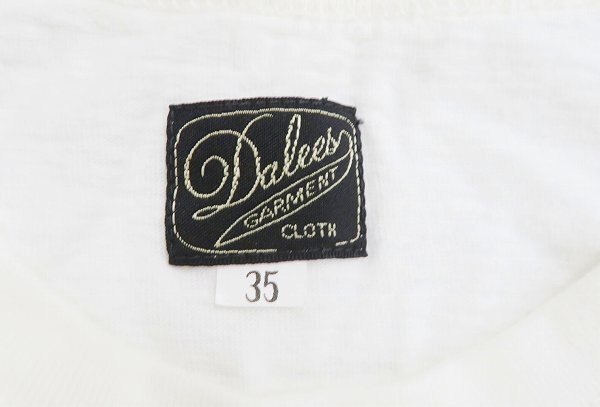 Dalees
GARMENT
CLOTH
35